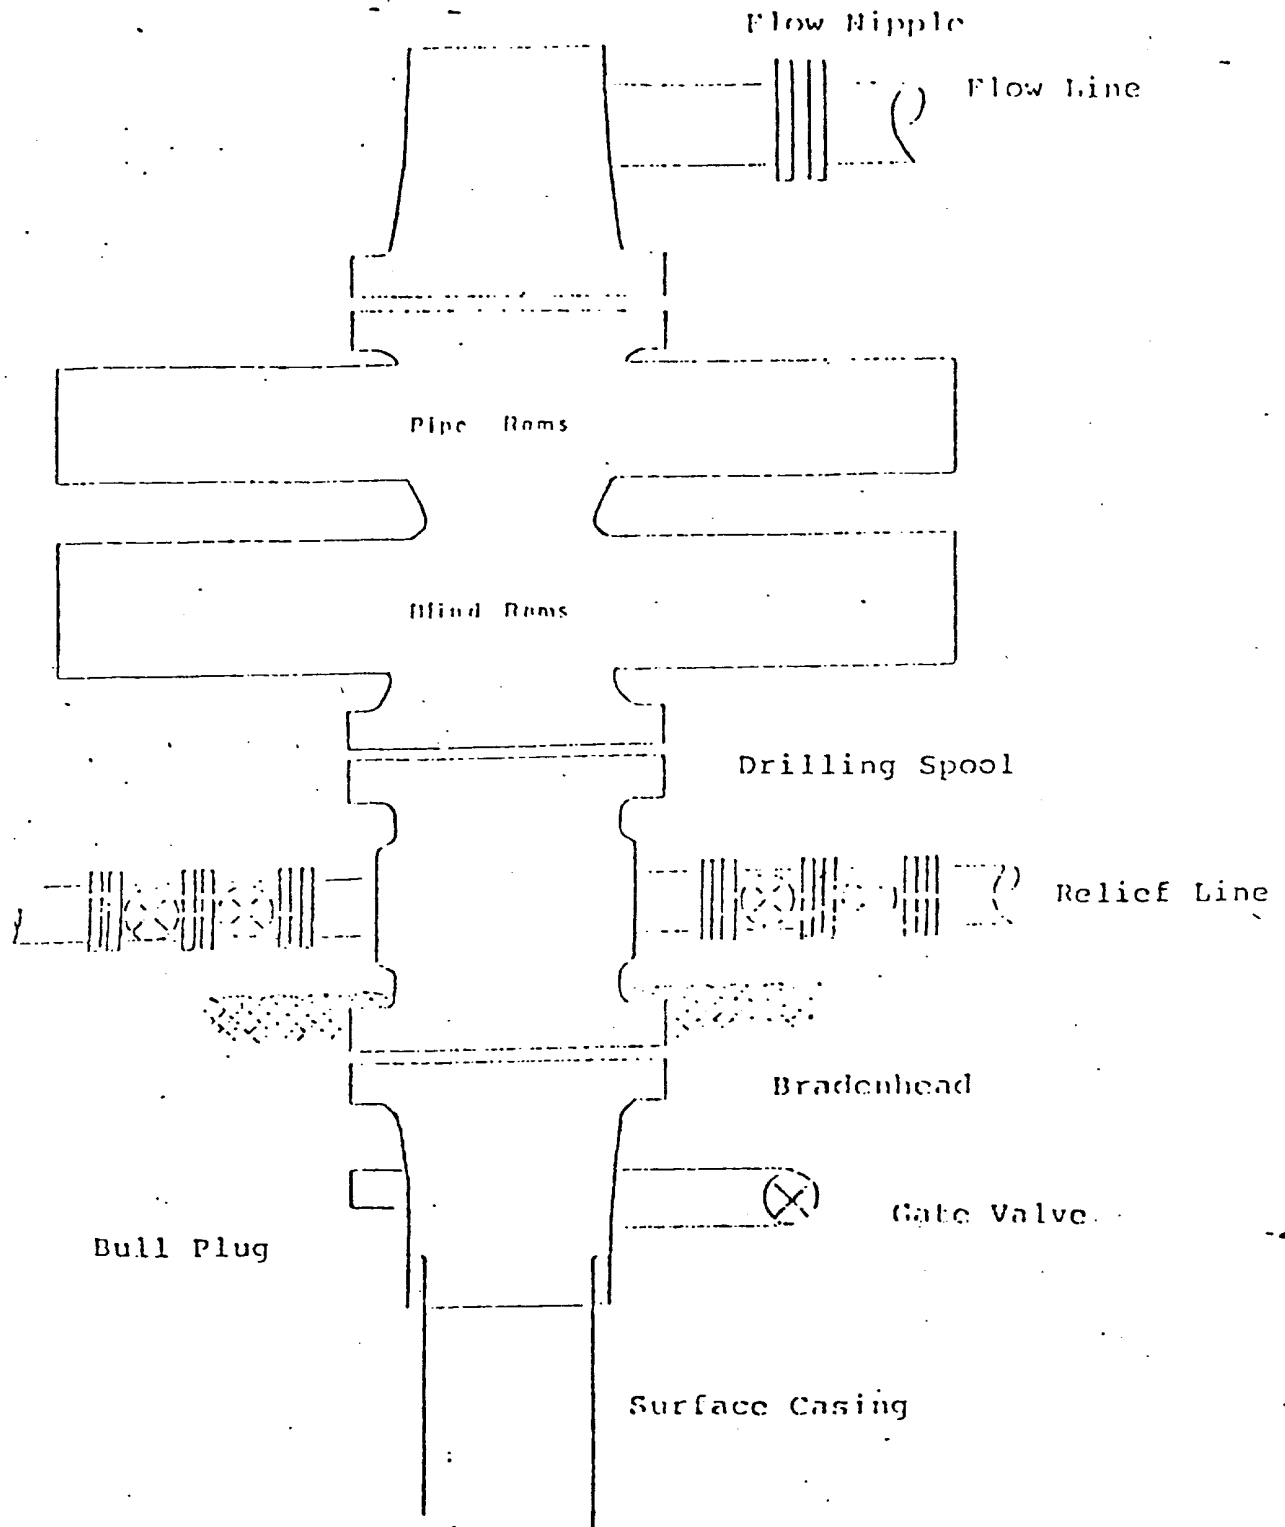 Flow Nipple
Flow Line
Pipe Rams
Blind Rams
Drilling Spool
Relief Line
Bradenhead
Gate Valve
Bull Plug
Surface Casing